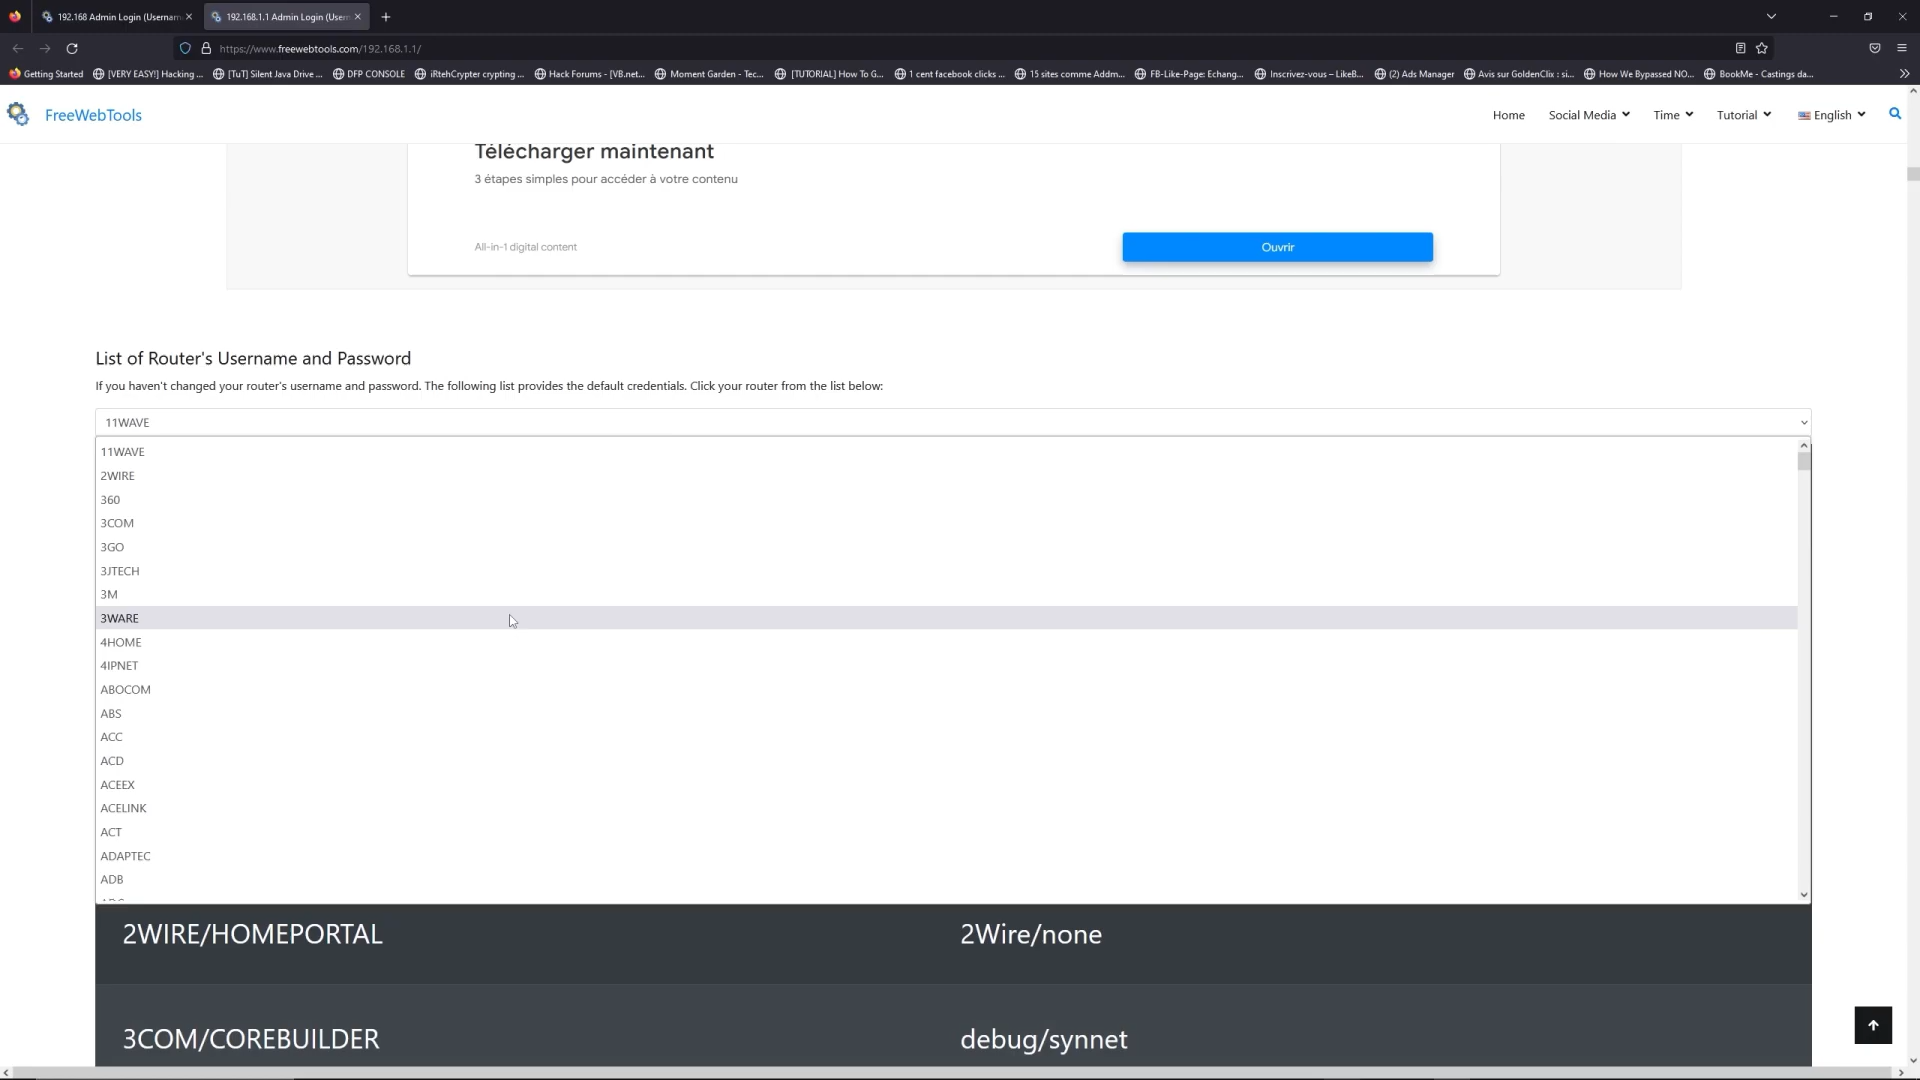 192.168 Admin Login (Usernam
192.168.1.1 Admin Login (Usern
https://www.freewebtools.com/192.168.1.1/
Getting Started
[VERY EASY!] Hacking ...
[TuT] Silent Java Drive ...
DFP CONSOLE
iRtehCrypter crypting ...
Hack Forums - [VB.net...
Moment Garden - Tec...
[TUTORIAL] How To G...
1 cent facebook clicks ...
15 sites comme Addm...
FB-Like-Page: Echang...
Inscrivez-vous – LikeB...
(2) Ads Manager
Avis sur GoldenClix : si...
How We Bypassed NO...
BookMe - Castings da...
FreeWebTools
Home
Social Media
Time
Tutorial
English
Télécharger maintenant
3 étapes simples pour accéder à votre contenu
All-in-1 digital content
Ouvrir
List of Router's Username and Password
If you haven't changed your router's username and password. The following list provides the default credentials. Click your router from the list below:
11WAVE
11WAVE
2WIRE
360
3COM
3GO
3JTECH
3M
3WARE
4HOME
4IPNET
ABOCOM
ABS
ACC
ACD
ACEEX
ACELINK
ACT
ADAPTEC
ADB
2WIRE/HOMEPORTAL
2Wire/none
3COM/COREBUILDER
debug/synnet